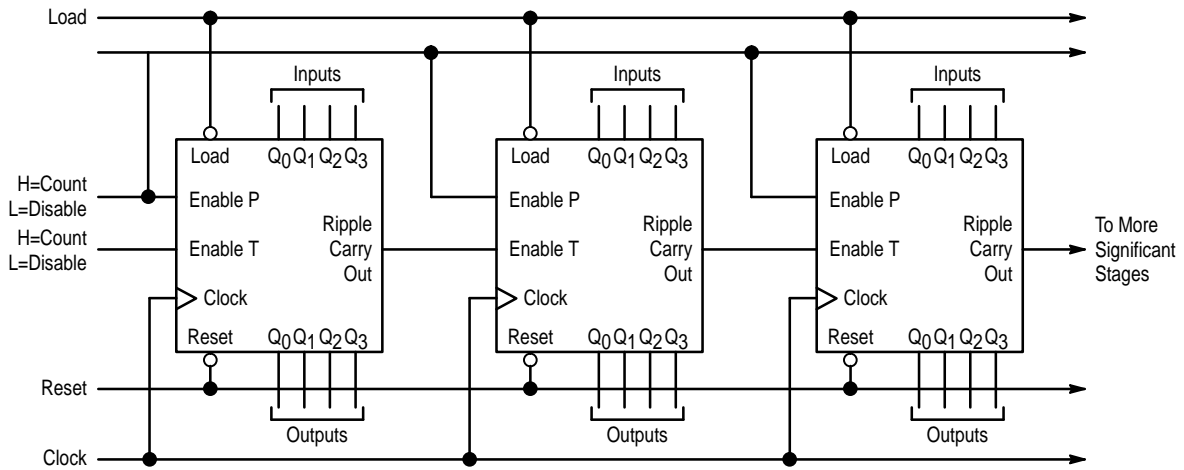 Load
Inputs
Inputs
Inputs
Load
Q0 Q1 Q2 Q3
Load
Q0 Q1 Q2 Q3
Load
Q0 Q1 Q2 Q3
H=Count
L=Disable
Enable P
Enable P
Enable P
H=Count
L=Disable
Enable T
Ripple
Carry
Out
Enable T
Ripple
Carry
Out
Enable T
Ripple
Carry
Out
To More
Significant
Stages
Clock
Clock
Clock
Reset
Q0 Q1 Q2 Q3
Reset
Q0 Q1 Q2 Q3
Reset
Q0 Q1 Q2 Q3
Reset
Outputs
Outputs
Outputs
Clock